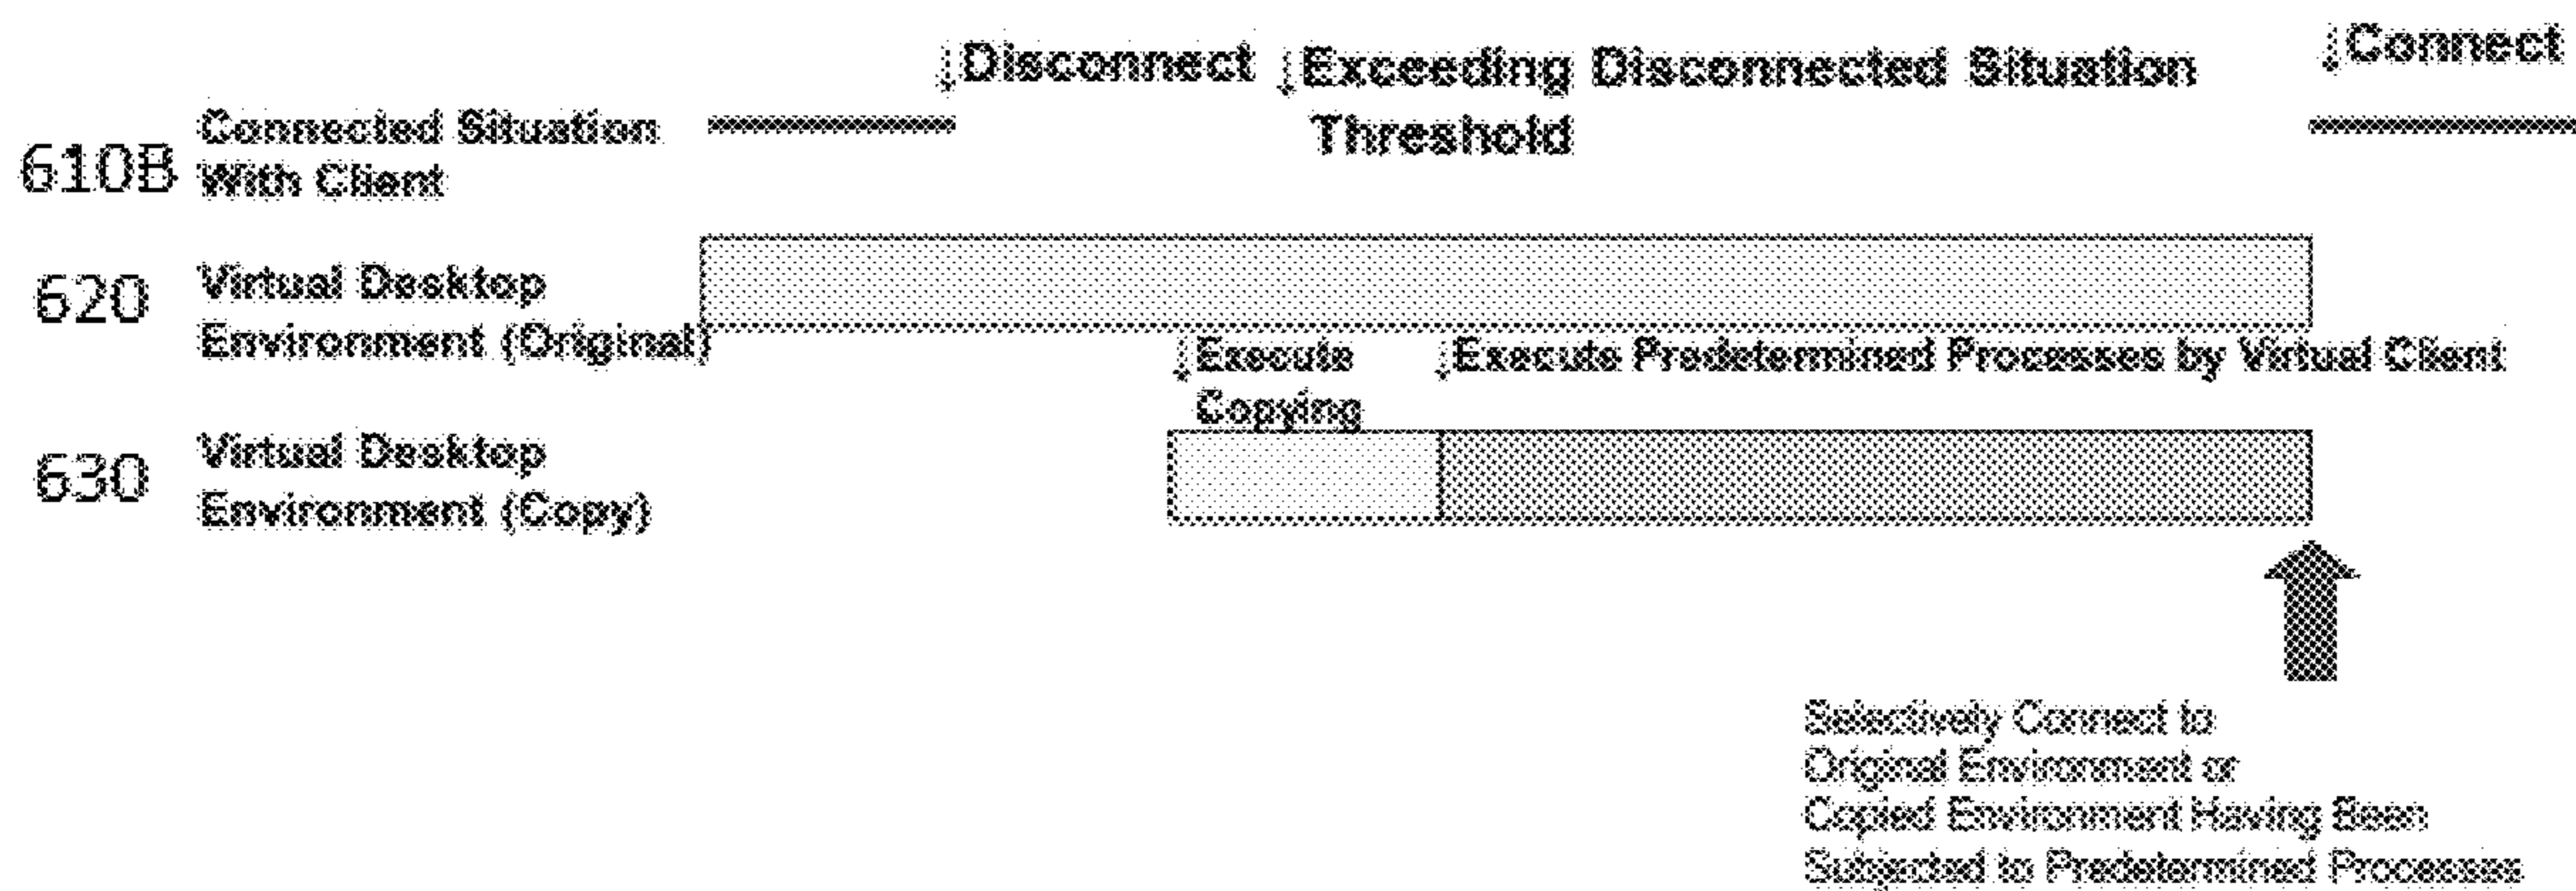 ↓Disconnect ↓Exceeding Disconnected Situation
Threshold
↓Connect
610B Connected Situation
With Client
620 Virtual Desktop
Environment (Original)
↓Execute
Copying
↓Execute Predetermined Processes by Virtual Client
630 Virtual Desktop
Environment (Copy)
Selectively Connect to
Original Environment or
Copied Environment Having Been
Subjected to Predetermined Processes